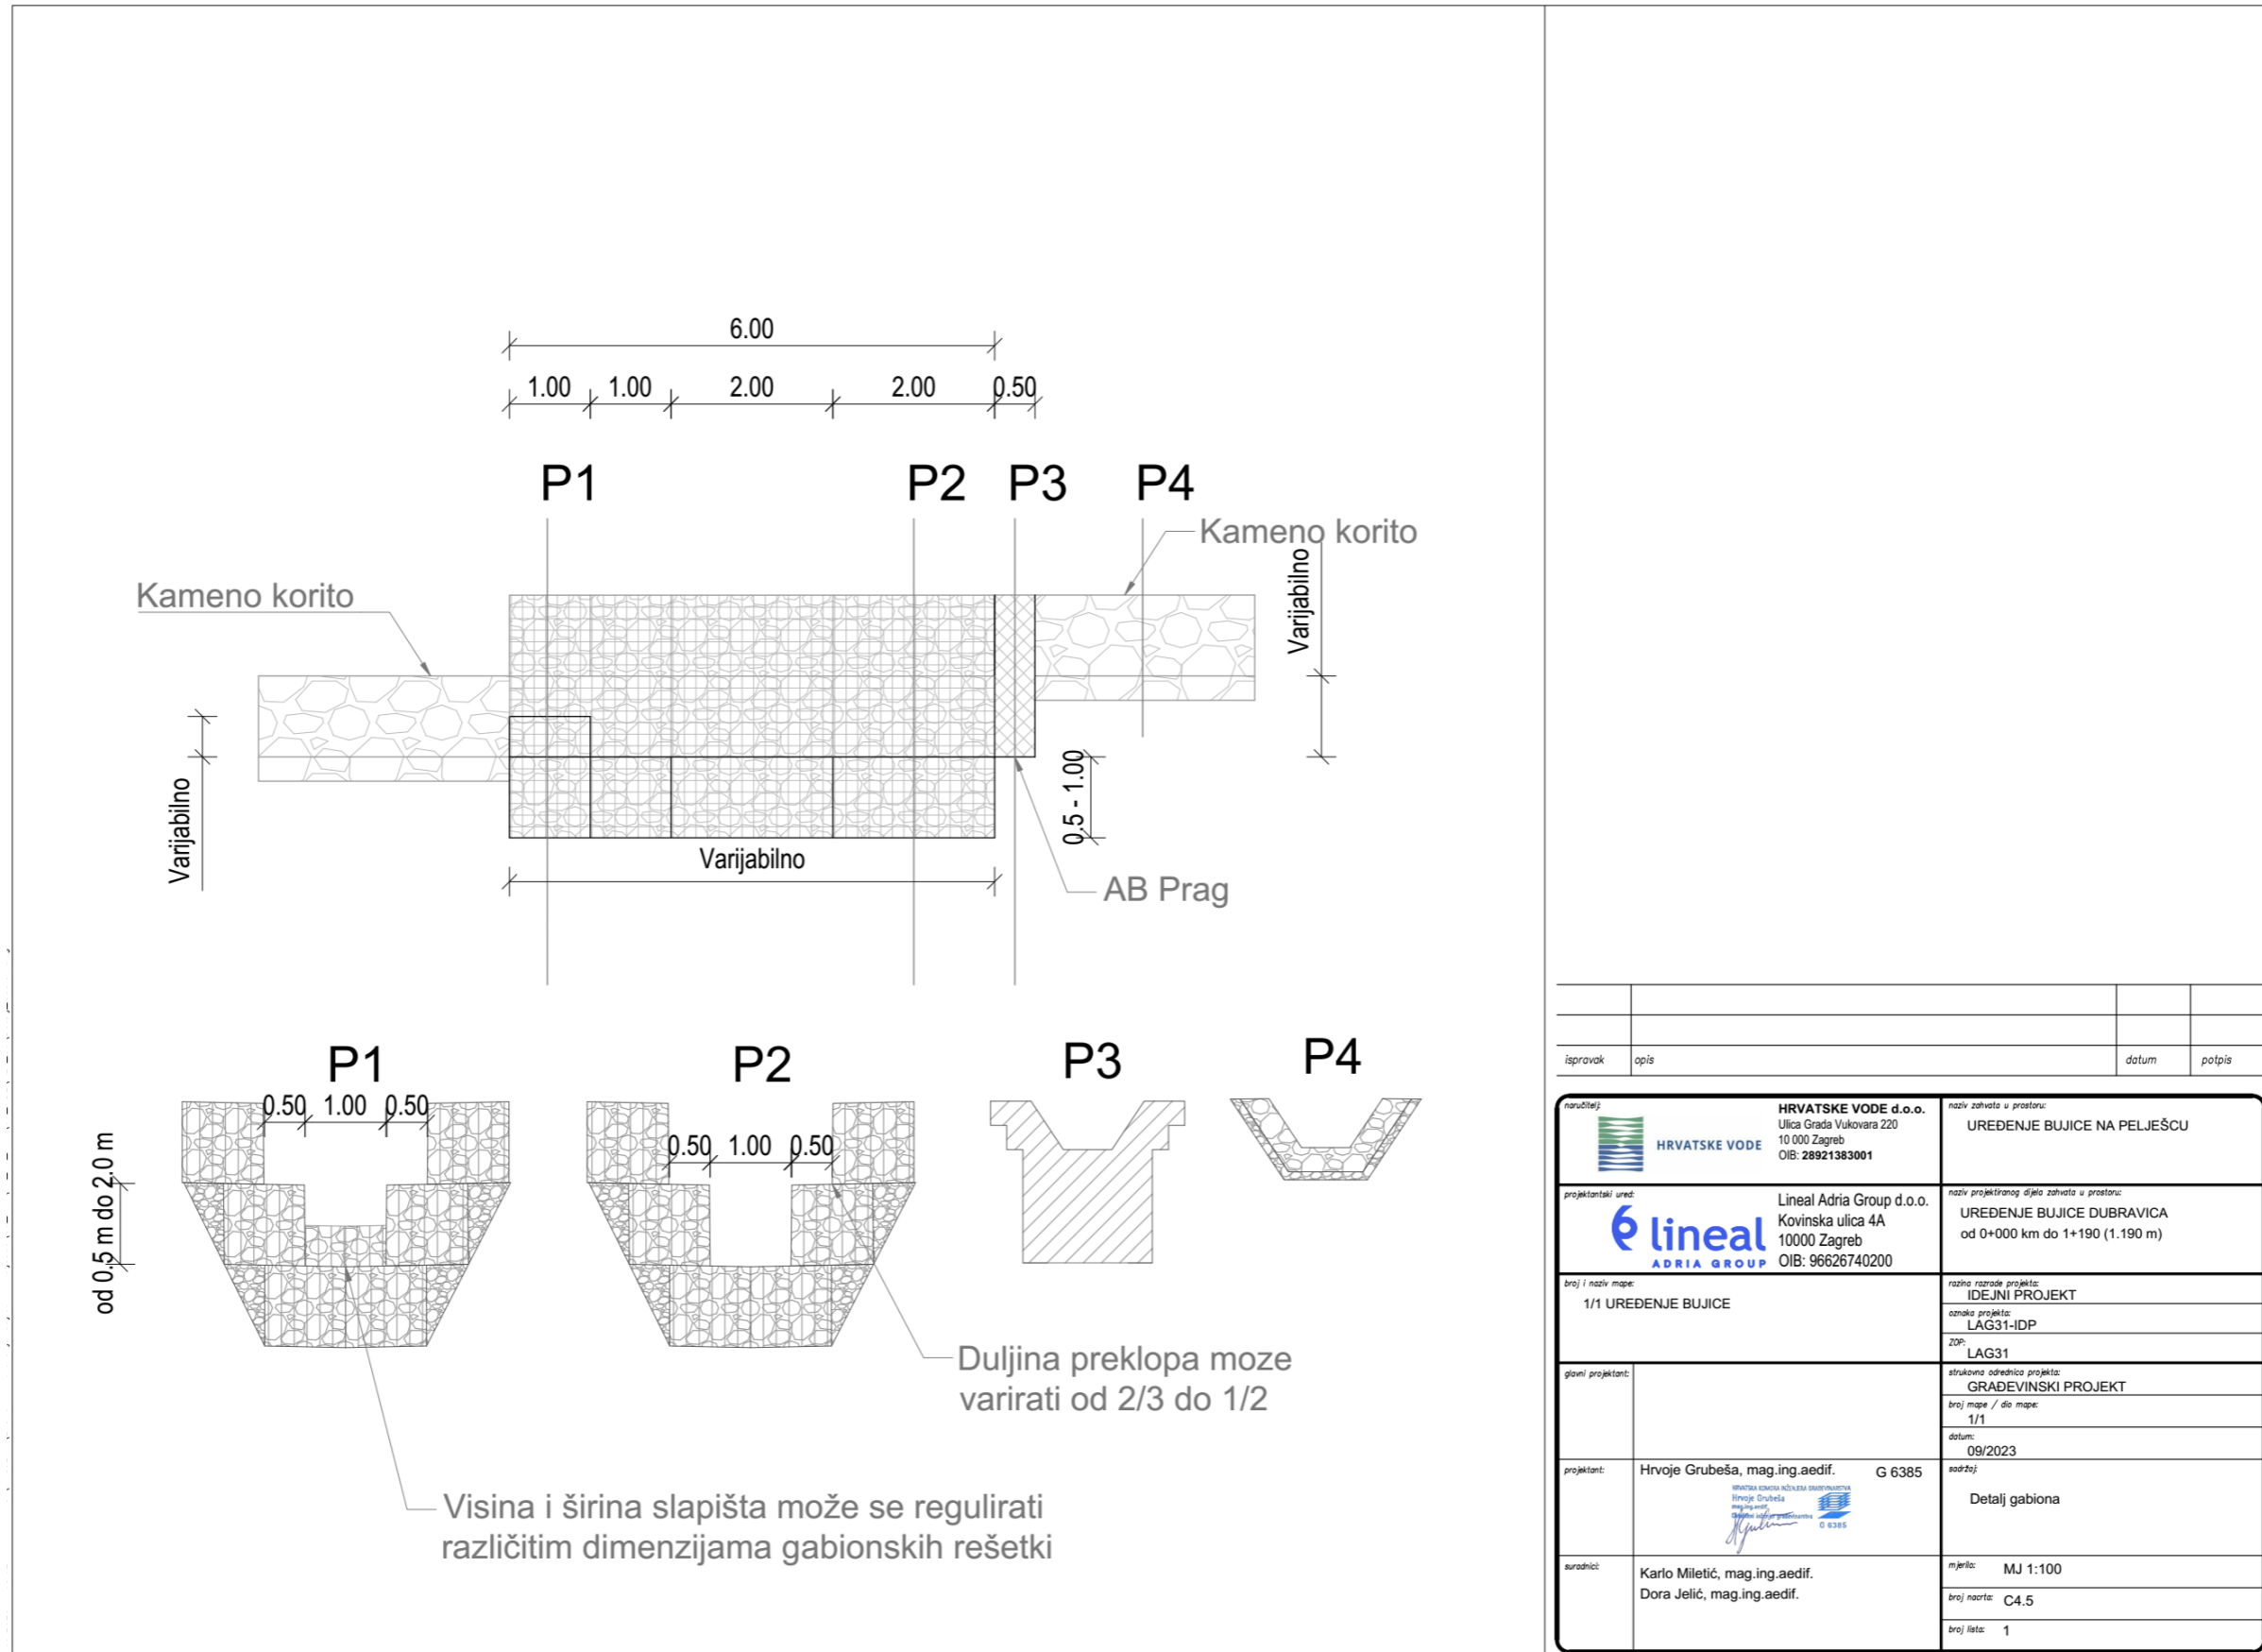 6.00
1.00 1.00 2.00 2.00 0.50
P1 P2 P3 P4
Kameno korito
Kameno korito
Varijabilno
Varijabilno
0.5 - 1.00
Varijabilno
AB Prag
P1 P2 P3 P4
0.50 1.00 0.50
0.50 1.00 0.50
od 0.5 m do 2.0 m
Duljina preklopa moze
varirati od 2/3 do 1/2
Visina i širina slapišta može se regulirati
različitim dimenzijama gabionskih rešetki
ispravak opis datum potpis
naručitelj:
HRVATSKE VODE
HRVATSKE VODE d.o.o.
Ulica Grada Vukovara 220
10 000 Zagreb
OIB: 28921383001
naziv zahvata u prostoru:
UREĐENJE BUJICE NA PELJEŠCU
projektantski ured:
lineal
ADRIA GROUP
Lineal Adria Group d.o.o.
Kovinska ulica 4A
10000 Zagreb
OIB: 96626740200
naziv projektiranog dijela zahvata u prostoru:
UREĐENJE BUJICE DUBRAVICA
od 0+000 km do 1+190 (1.190 m)
broj i naziv mape:
1/1 UREĐENJE BUJICE
razina razrade projekta:
IDEJNI PROJEKT
oznaka projekta:
LAG31-IDP
ZOP:
LAG31
glavni projektant:
strukovna odrednica projekta:
GRAĐEVINSKI PROJEKT
broj mape / dio mape:
1/1
datum:
09/2023
projektant:
Hrvoje Grubeša, mag.ing.aedif. G 6385
HRVATSKA KOMORA INŽENJERA GRAĐEVINARSTVA
Hrvoje Grubeša
mag.ing.aedif.
G 6385
sadržaj:
Detalj gabiona
suradnici:
Karlo Miletić, mag.ing.aedif.
Dora Jelić, mag.ing.aedif.
mjerilo: MJ 1:100
broj nacrta: C4.5
broj lista: 1